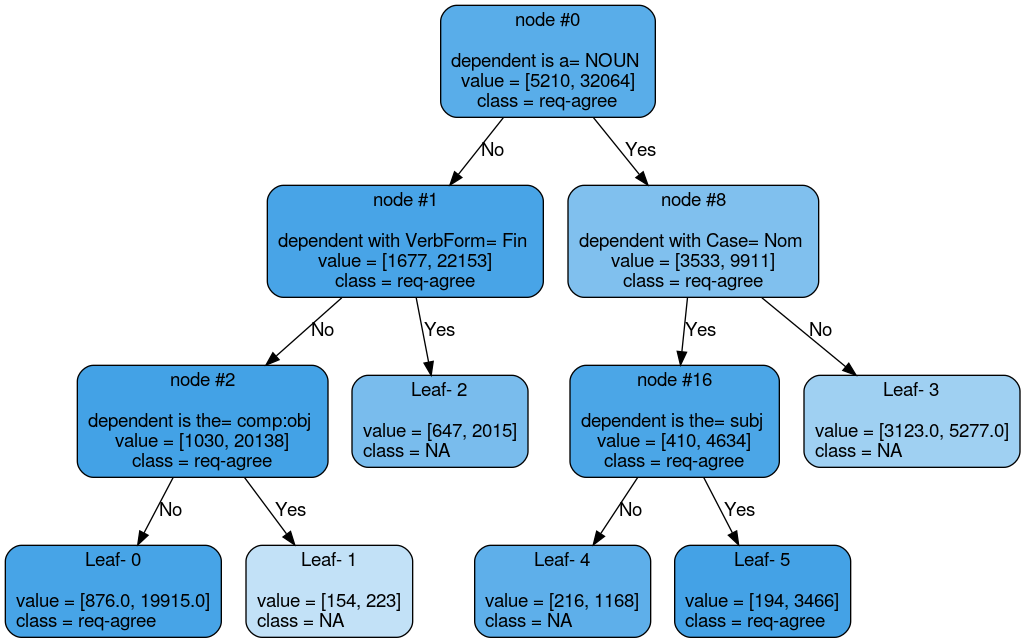 node #0
dependent is a= NOUN
value = [5210, 32064]
class = req-agree
No
Yes
node #1
dependent with VerbForm= Fin
value = [1677, 22153]
class = req-agree
node #8
dependent with Case= Nom
value = [3533, 9911]
class = req-agree
No
Yes
Yes
No
node #2
dependent is the= comp:obj
value = [1030, 20138]
class = req-agree
Leaf- 2
value = [647, 2015]
class = NA
node #16
dependent is the= subj
value = [410, 4634]
class = req-agree
Leaf- 3
value = [3123.0, 5277.0]
class = NA
No
Yes
No
Yes
Leaf- 0
value = [876.0, 19915.0]
class = req-agree
Leaf- 1
value = [154, 223]
class = NA
Leaf- 4
value = [216, 1168]
class = NA
Leaf- 5
value = [194, 3466]
class = req-agree